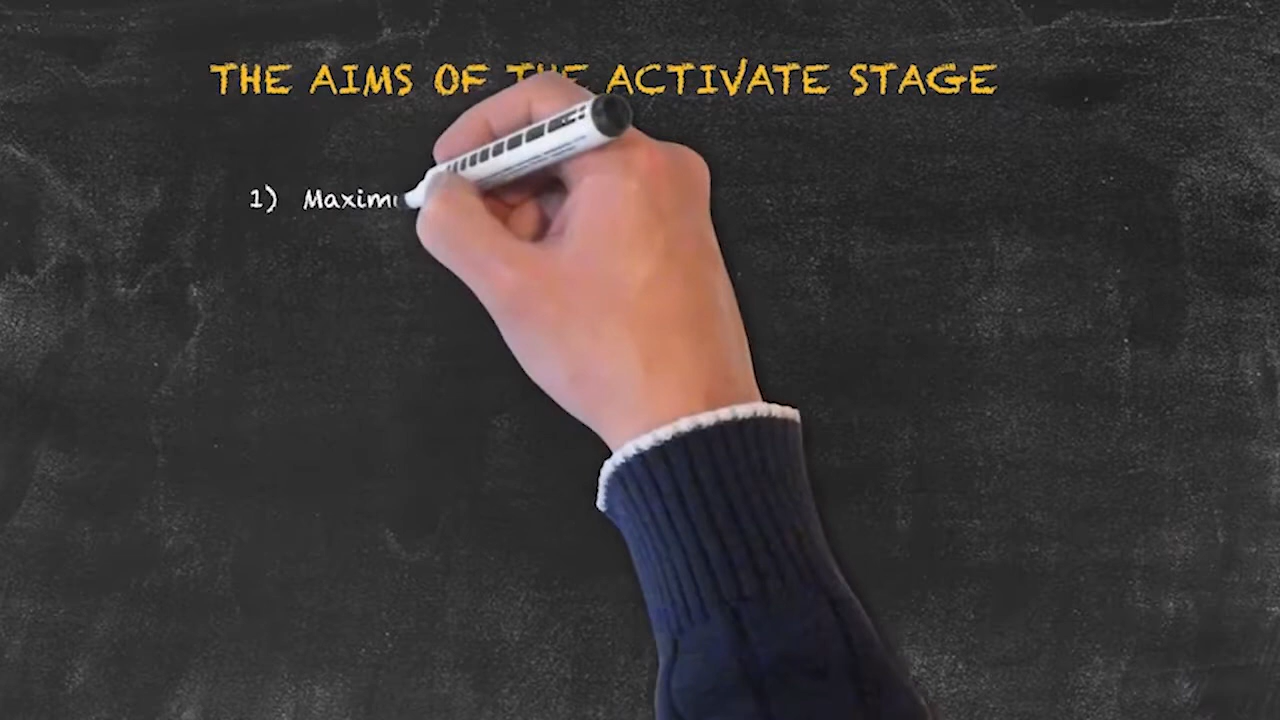 THE AIMS OF THE ACTIVATE STAGE
1) Maxim